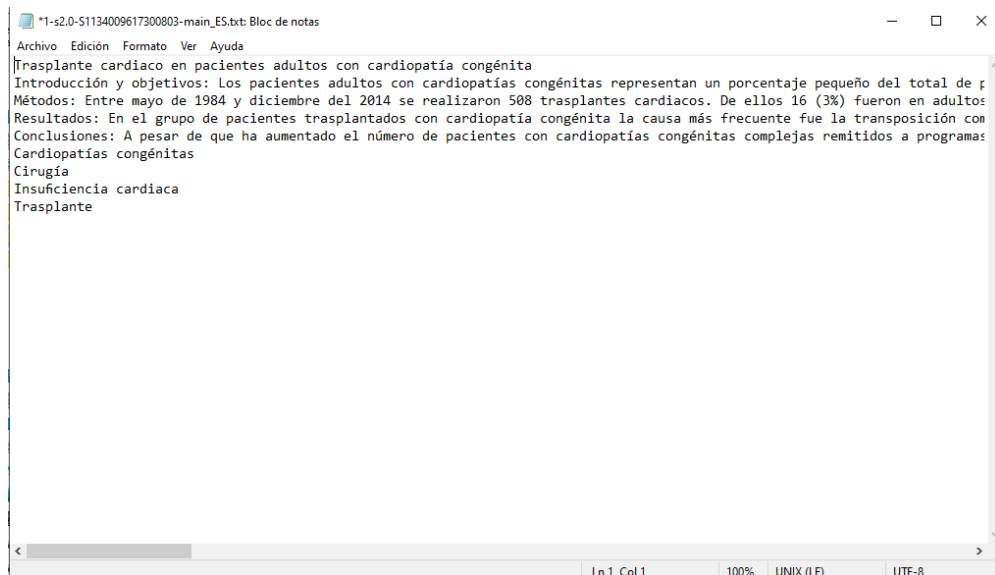 *1-s2.0-S1134009617300803-main_ES.txt: Bloc de notas
Archivo Edición Formato Ver Ayuda
Trasplante cardiaco en pacientes adultos con cardiopatía congénita
Introducción y objetivos: Los pacientes adultos con cardiopatías congénitas representan un porcentaje pequeño del total de
Métodos: Entre mayo de 1984 y diciembre del 2014 se realizaron 508 trasplantes cardiacos. De ellos 16 (3%) fueron en adultos
Resultados: En el grupo de pacientes trasplantados con cardiopatía congénita la causa más frecuente fue la transposición
Conclusiones: A pesar de que ha aumentado el número de pacientes con cardiopatías congénitas complejas remitidos a programas
Cardiopatías congénitas
Cirugía
Insuficiencia cardiaca
Trasplante
Ln 1, Col 1 100% UNIX (LF) UTF-8